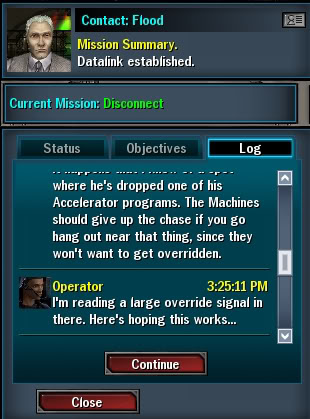 Contact: Flood
Mission Summary.
Datalink established.
Current Mission: Disconnect
Status
Objectives
Log
where he's dropped one of his
Accelerator programs. The Machines
should give up the chase if you go
hang out near that thing, since they
won't want to get overridden.
Operator 3:25:11 PM
I'm reading a large override signal in
there. Here's hoping this works...
Continue
Close